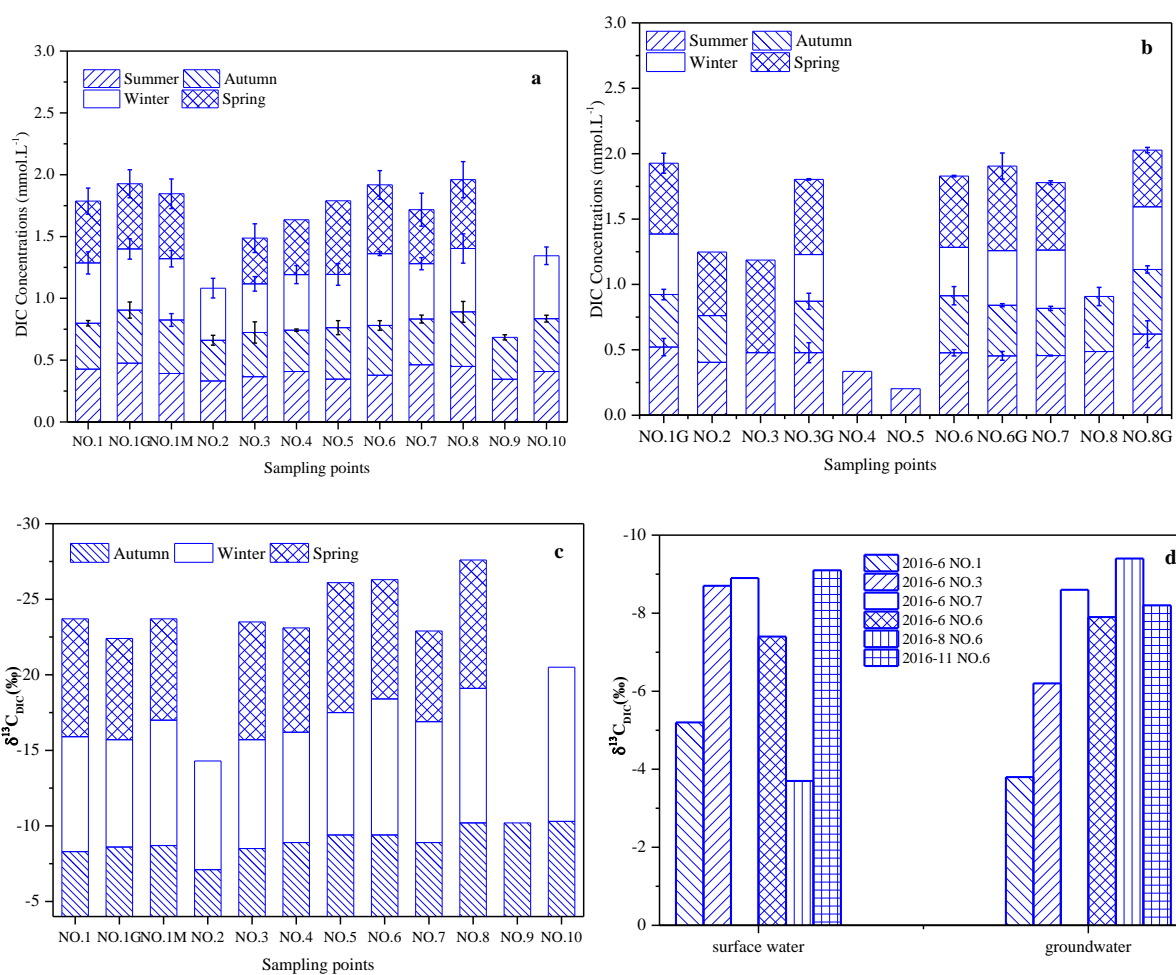 a
Summer Autumn
Winter Spring
DIC Concentrations (mmol.L⁻¹)
3.0
2.5
2.0
1.5
1.0
0.5
0.0
NO.1 NO.1G NO.1M NO.2 NO.3 NO.4 NO.5 NO.6 NO.7 NO.8 NO.9 NO.10
Sampling points
b
Summer Autumn
Winter Spring
DIC Concentrations (mmol.L⁻¹)
3.0
2.5
2.0
1.5
1.0
0.5
0.0
NO.1G NO.2 NO.3 NO.3G NO.4 NO.5 NO.6 NO.6G NO.7 NO.8 NO.8G
Sampling points
c
Autumn Winter Spring
δ¹³C_DIC(‰)
-30
-25
-20
-15
-10
-5
NO.1 NO.1G NO.1M NO.2 NO.3 NO.4 NO.5 NO.6 NO.7 NO.8 NO.9 NO.10
Sampling points
d
2016-6 NO.1
2016-6 NO.3
2016-6 NO.7
2016-6 NO.6
2016-8 NO.6
2016-11 NO.6
δ¹³C_DIC(‰)
-10
-8
-6
-4
-2
0
surface water groundwater